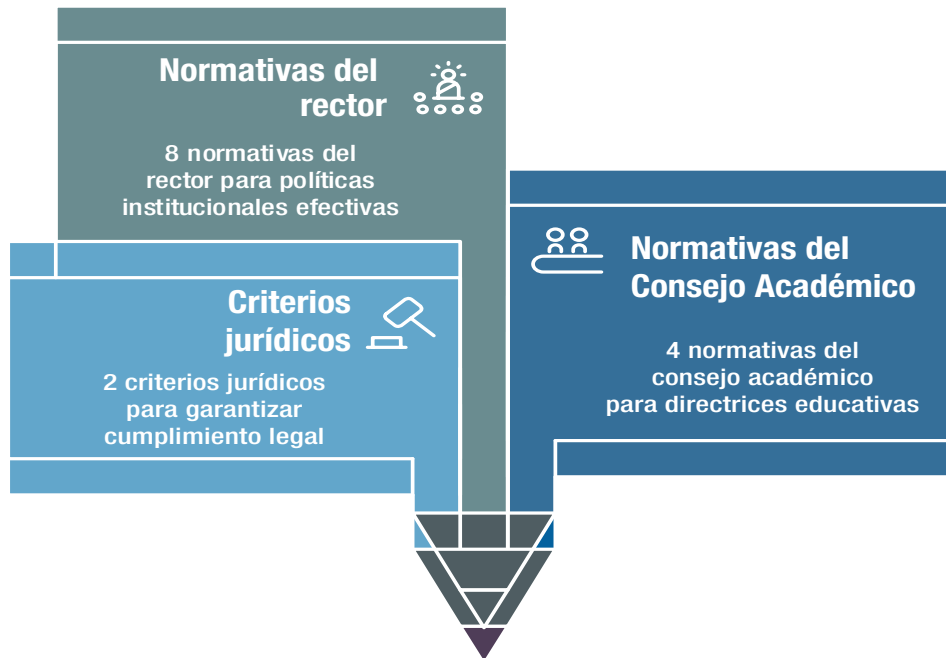 Normativas del
rector
8 normativas del
rector para políticas
institucionales efectivas
Criterios
jurídicos
2 criterios jurídicos
para garantizar
cumplimiento legal
Normativas del
Consejo Académico
4 normativas del
consejo académico
para directrices educativas